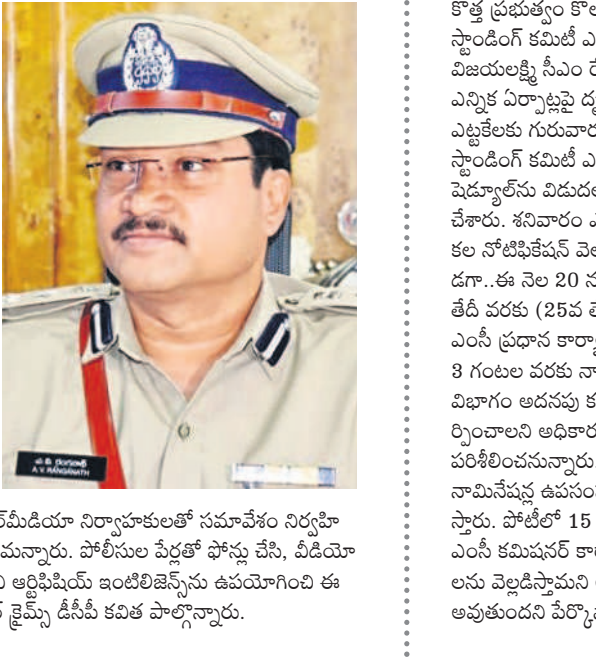 ఎ.వి. రంగనాథ్
A.V. RANGANATH
మీడియా నిర్వాహకులతో సమావేశం నిర్వహి
మన్నారు. పోలీసుల పేర్లతో ఫోన్లు చేసి, వీడియో
ఆర్టిఫిషియ్ ఇంటిలిజెన్స్‌ను ఉపయోగించి ఈ
క్రైమ్స్ డీసీపీ కవిత పాల్గొన్నారు.
కొత్త ప్రభుత్వం కొల
స్టాండింగ్ కమిటీ ఎ
విజయలక్ష్మి సీఎం రే
ఎన్నిక ఏర్పాట్లపై
ఎట్టకేలకు గురువార
స్టాండింగ్ కమిటీ ఎ
షెడ్యూల్‌ను విడుదల
చేశారు. శనివారం ఎ
కల నోటిఫికేషన్ వెల
డగా..ఈ నెల 20 న
తేదీ వరకు (25వ తే
ఎంసీ ప్రధాన కార్యా
3 గంటల వరకు నా
విభాగం అదనపు క
ర్పించాలని అధికార
పరిశీలించనున్నారు.
నామినేషన్ల ఉపసం
స్తారు. పోటీలో 15
ఎంసీ కమిషనర్ కార
లను వెల్లడిస్తామని
అవుతుందని పేర్కొ